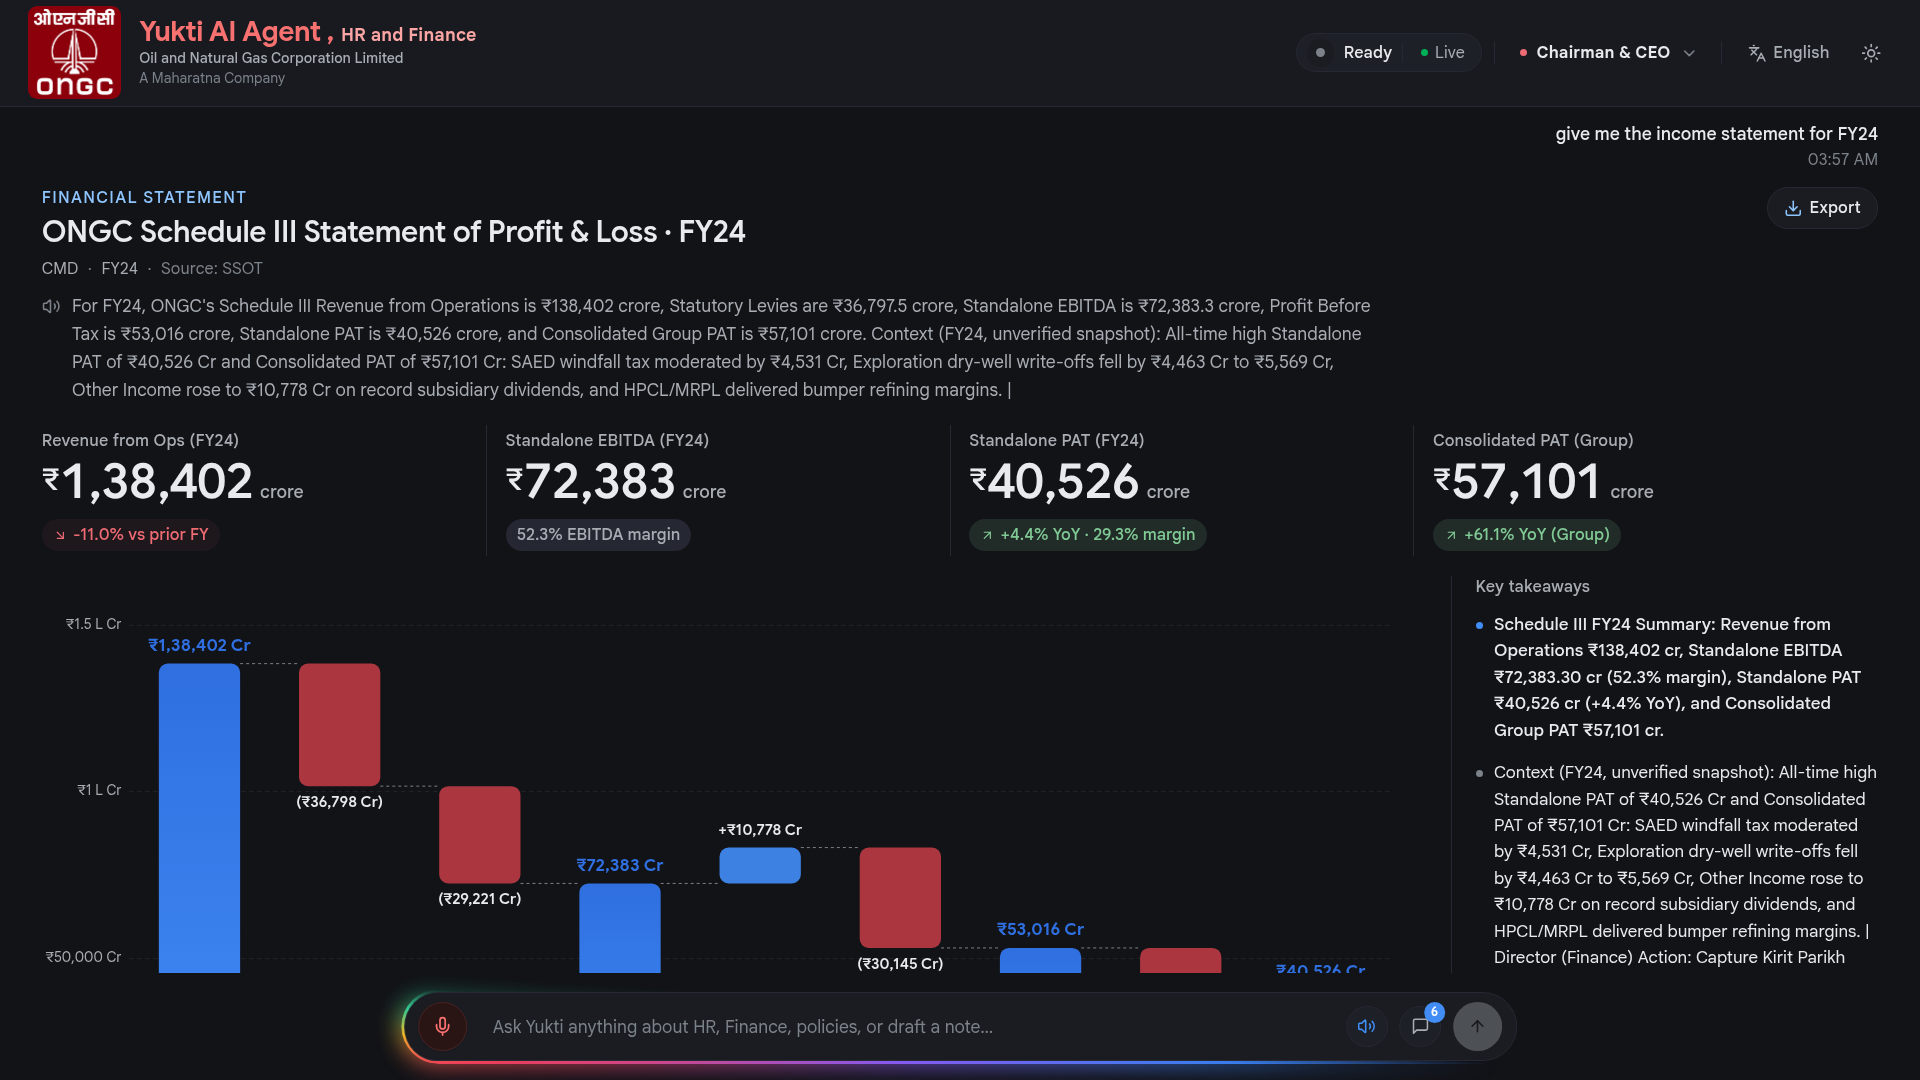 ओएनजीसी
ongc
Yukti AI Agent , HR and Finance
Oil and Natural Gas Corporation Limited
A Maharatna Company
Ready
Live
Chairman & CEO
English
give me the income statement for FY24
03:57 AM
FINANCIAL STATEMENT
ONGC Schedule III Statement of Profit & Loss · FY24
CMD · FY24 · Source: SSOT
Export
For FY24, ONGC's Schedule III Revenue from Operations is ₹138,402 crore, Statutory Levies are ₹36,797.5 crore, Standalone EBITDA is ₹72,383.3 crore, Profit Before
Tax is ₹53,016 crore, Standalone PAT is ₹40,526 crore, and Consolidated Group PAT is ₹57,101 crore. Context (FY24, unverified snapshot): All-time high Standalone
PAT of ₹40,526 Cr and Consolidated PAT of ₹57,101 Cr: SAED windfall tax moderated by ₹4,531 Cr, Exploration dry-well write-offs fell by ₹4,463 Cr to ₹5,569 Cr,
Other Income rose to ₹10,778 Cr on record subsidiary dividends, and HPCL/MRPL delivered bumper refining margins. |
Revenue from Ops (FY24)
₹1,38,402 crore
-11.0% vs prior FY
Standalone EBITDA (FY24)
₹72,383 crore
52.3% EBITDA margin
Standalone PAT (FY24)
₹40,526 crore
+4.4% YoY · 29.3% margin
Consolidated PAT (Group)
₹57,101 crore
+61.1% YoY (Group)
₹1.5 L Cr
₹1 L Cr
₹50,000 Cr
₹1,38,402 Cr
(₹36,798 Cr)
(₹29,221 Cr)
₹72,383 Cr
+₹10,778 Cr
(₹30,145 Cr)
₹53,016 Cr
₹40,526 Cr
Key takeaways
Schedule III FY24 Summary: Revenue from
Operations ₹138,402 cr, Standalone EBITDA
₹72,383.30 cr (52.3% margin), Standalone PAT
₹40,526 cr (+4.4% YoY), and Consolidated
Group PAT ₹57,101 cr.
Context (FY24, unverified snapshot): All-time high
Standalone PAT of ₹40,526 Cr and Consolidated
PAT of ₹57,101 Cr: SAED windfall tax moderated
by ₹4,531 Cr, Exploration dry-well write-offs fell
by ₹4,463 Cr to ₹5,569 Cr, Other Income rose to
₹10,778 Cr on record subsidiary dividends, and
HPCL/MRPL delivered bumper refining margins. |
Director (Finance) Action: Capture Kirit Parikh
Ask Yukti anything about HR, Finance, policies, or draft a note...
6